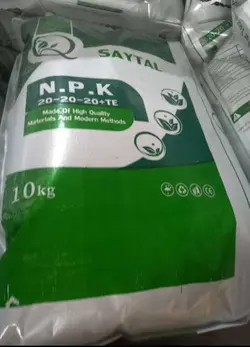 SAYTAL
N.P.K
20-20-20+TE
Made Of High Quality
Materials And Modern Methods
10kg